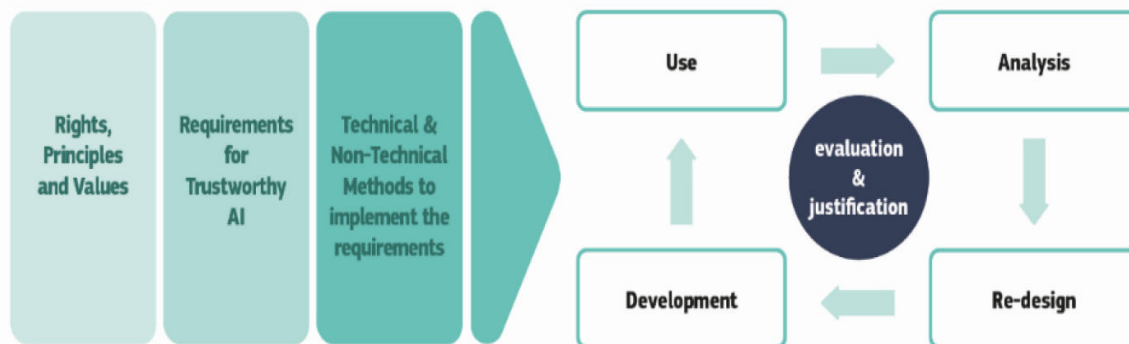 Rights,
Principles
and Values
Requirements
for
Trustworthy
AI
Technical &
Non-Technical
Methods to
implement the
requirements
Use
Analysis
evaluation
&
justification
Development
Re-design